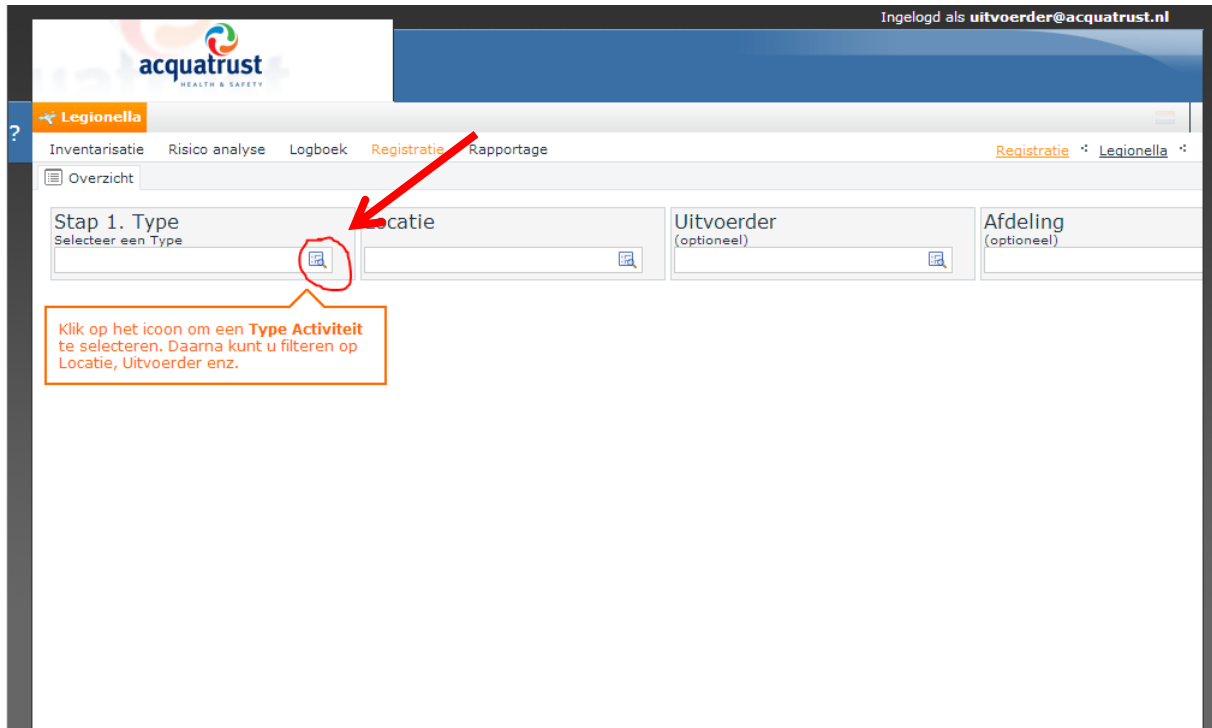 Ingelogd als uitvoerder@acquatrust.nl
acquatrust
HEALTH & SAFETY
Legionella
?
Inventarisatie Risico analyse Logboek Registratie Rapportage Registratie Legionella
Overzicht
Stap 1. Type
Selecteer een Type
Locatie
Uitvoerder
(optioneel)
Afdeling
(optioneel)
Klik op het icoon om een Type Activiteit
te selecteren. Daarna kunt u filteren op
Locatie, Uitvoerder enz.